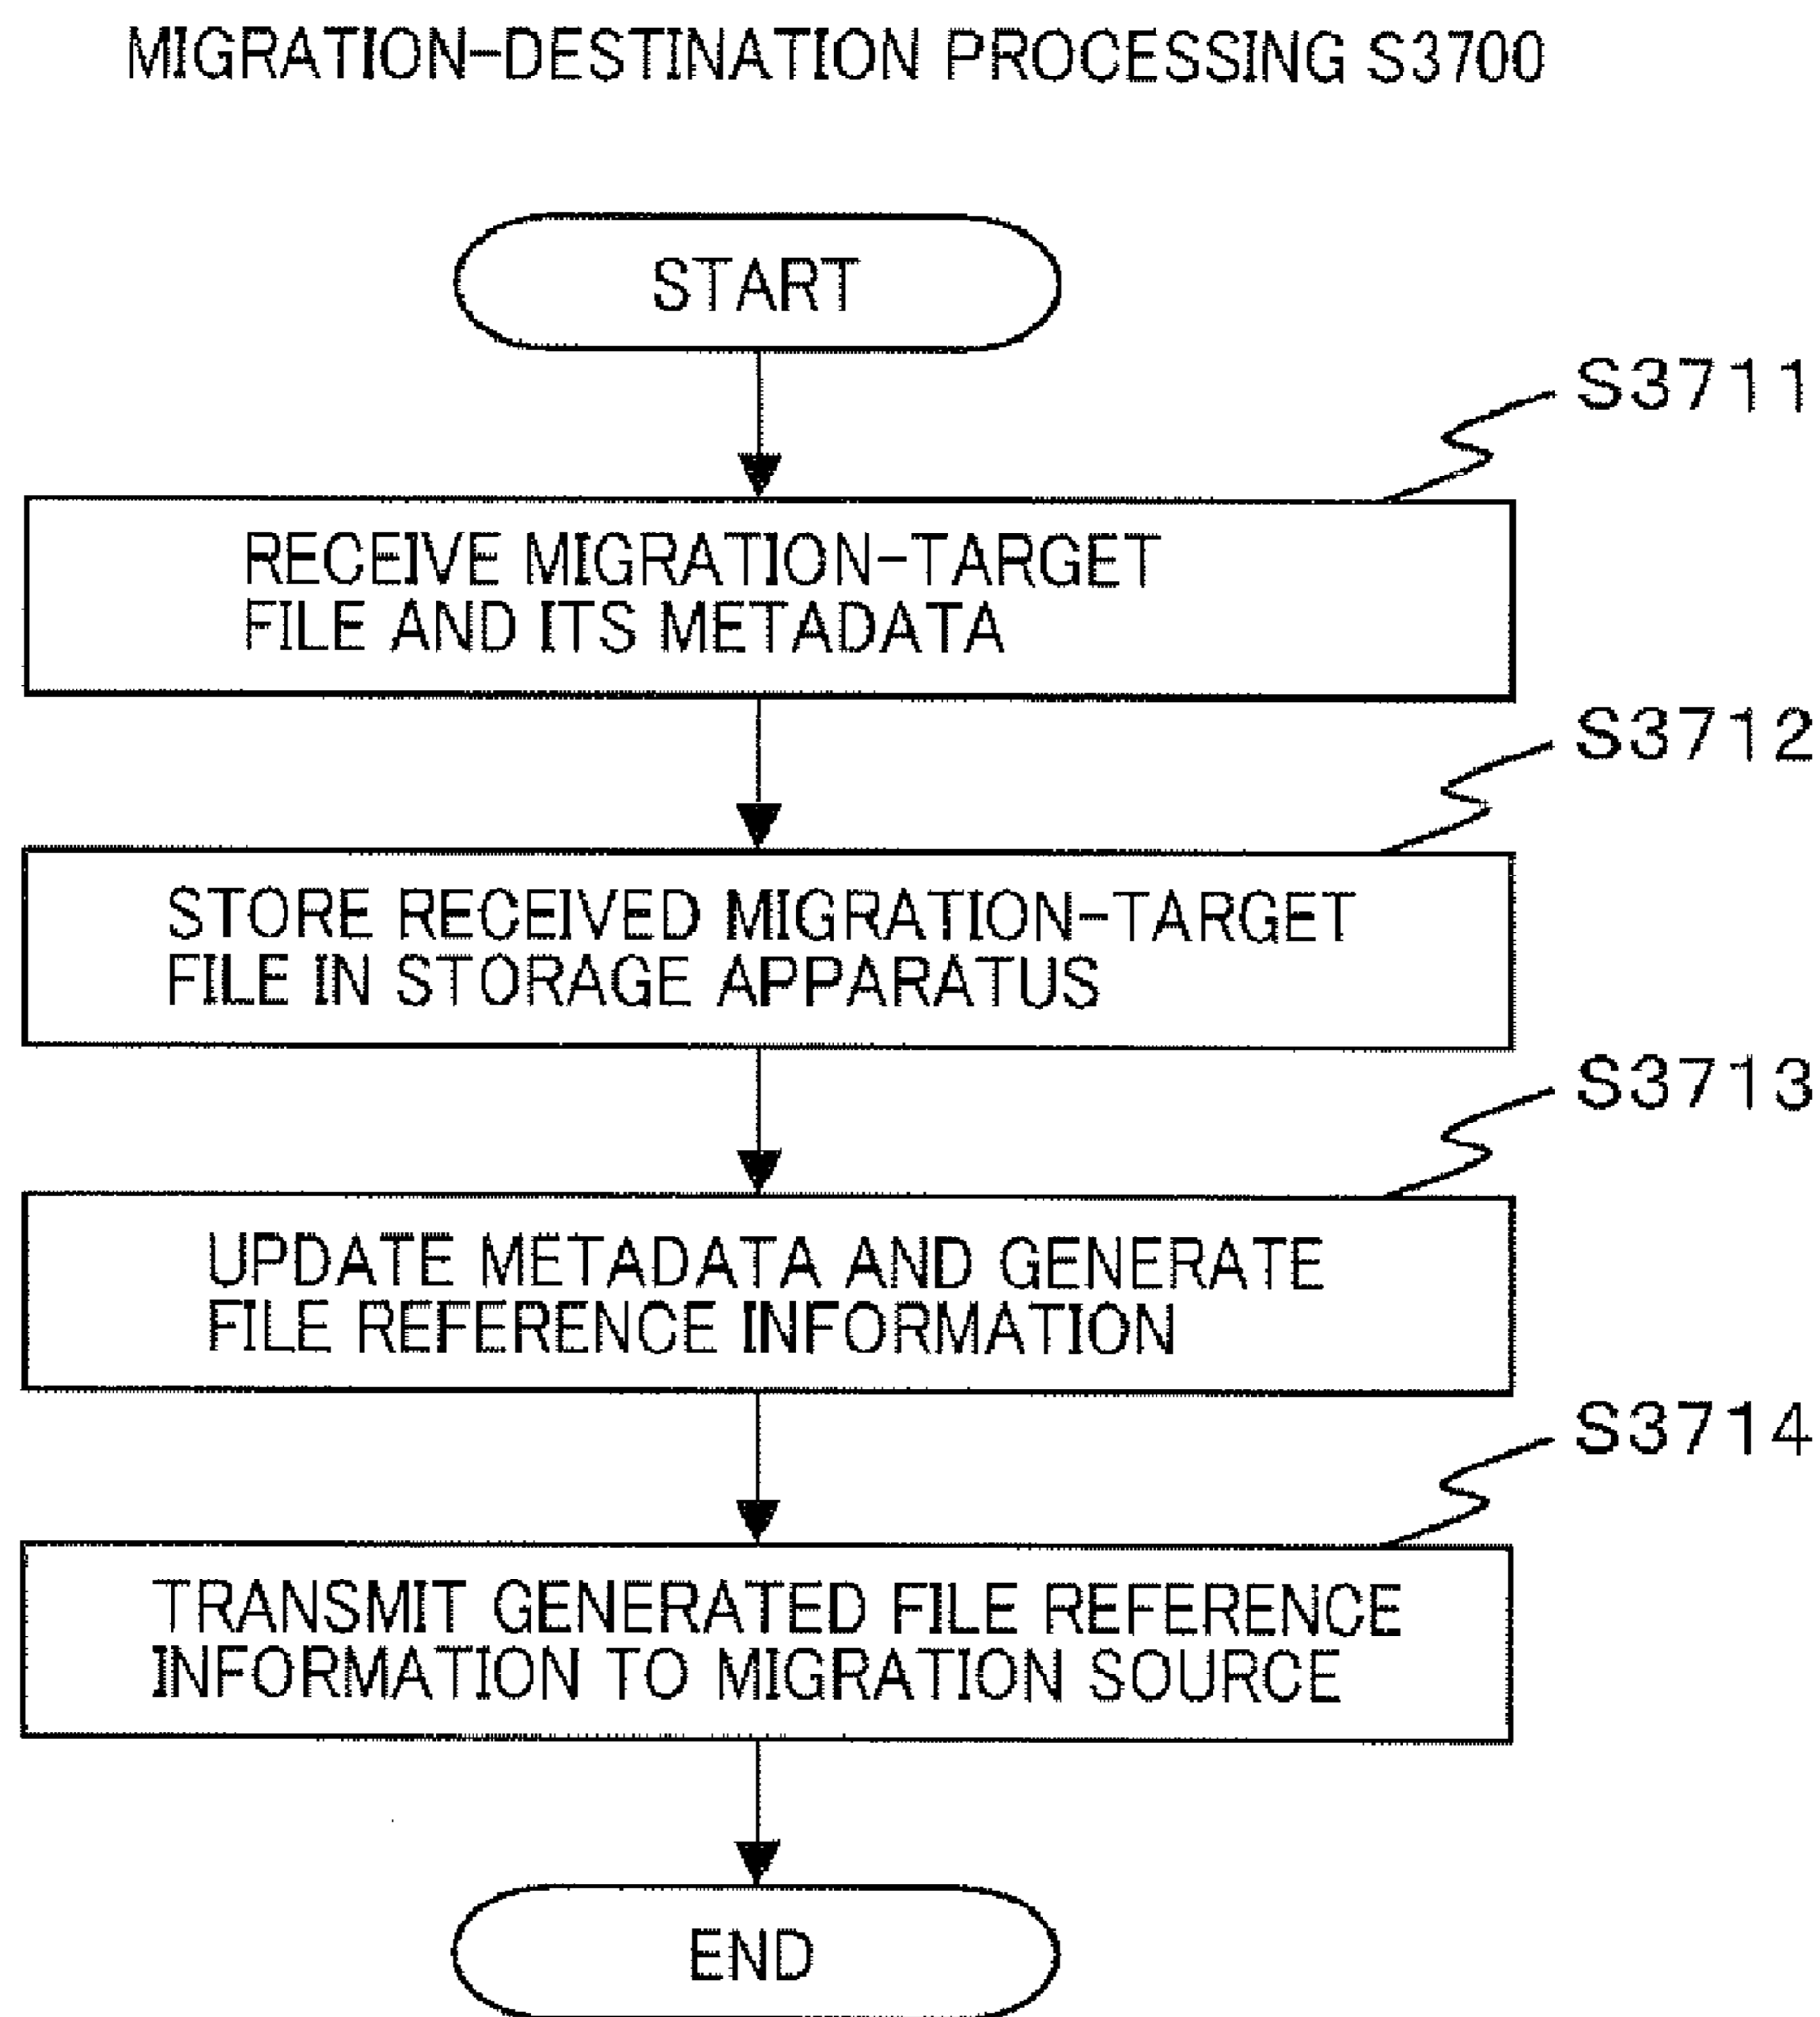 MIGRATION-DESTINATION PROCESSING S3700
START
S3711
RECEIVE MIGRATION-TARGET
FILE AND ITS METADATA
S3712
STORE RECEIVED MIGRATION-TARGET
FILE IN STORAGE APPARATUS
S3713
UPDATE METADATA AND GENERATE
FILE REFERENCE INFORMATION
S3714
TRANSMIT GENERATED FILE REFERENCE
INFORMATION TO MIGRATION SOURCE
END